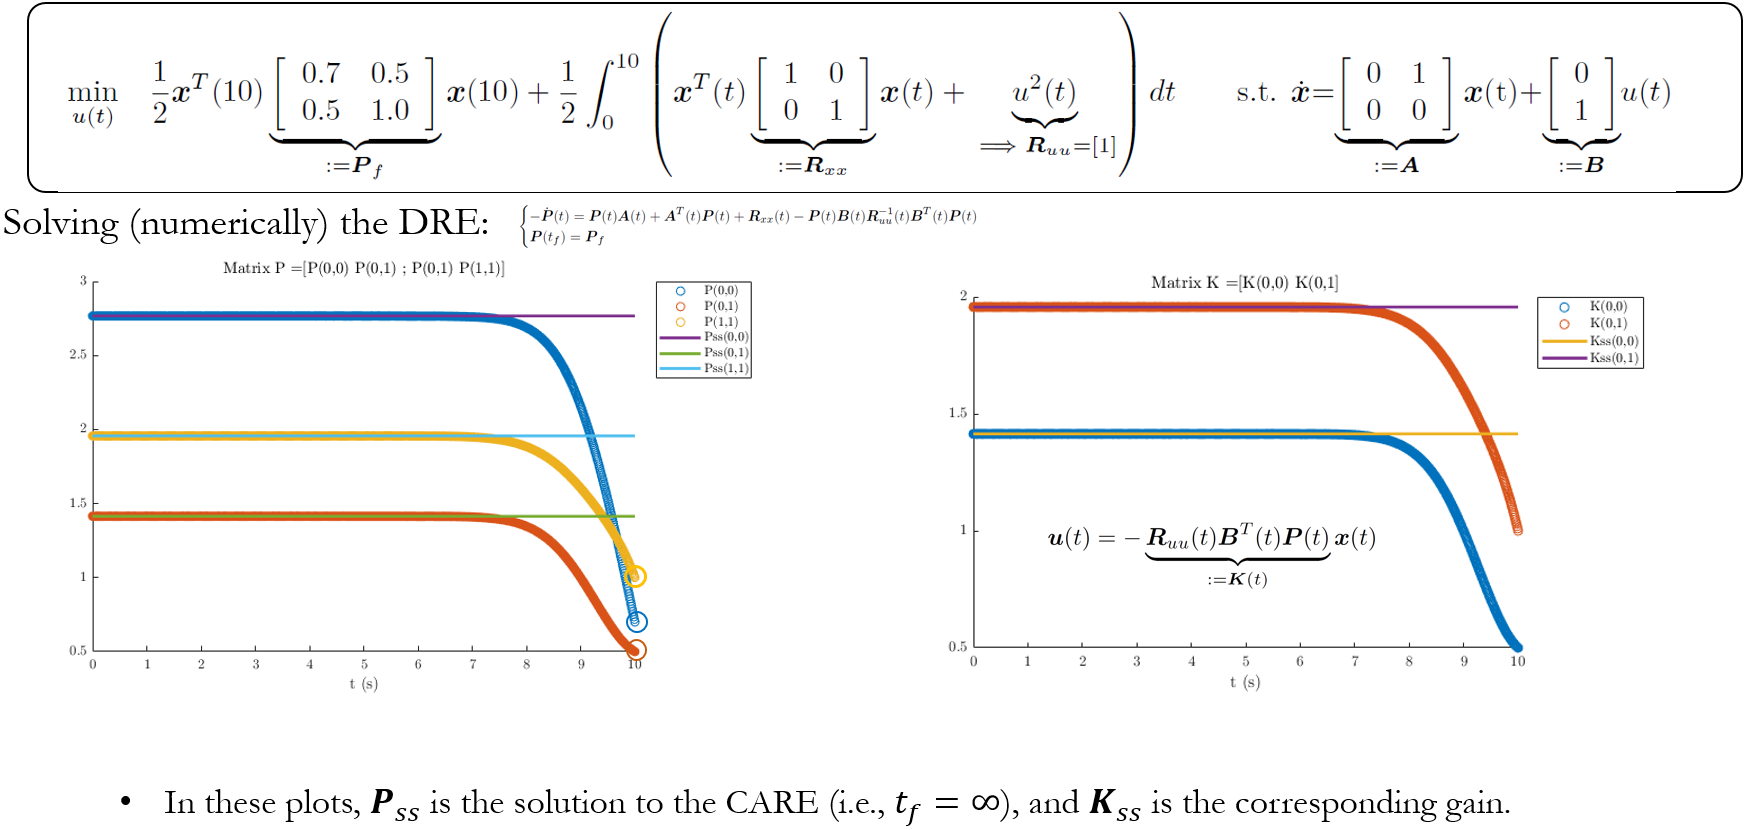 min u(t) 1/2 x^T(10) [ 0.7 0.5 ; 0.5 1.0 ] x(10) + 1/2 ∫_0^10 ( x^T(t) [ 1 0 ; 0 1 ] x(t) + u^2(t) ) dt s.t. ẋ= [ 0 1 ; 0 0 ] x(t)+ [ 0 ; 1 ] u(t)
:=P_f :=R_xx ⟹ R_uu=[1] :=A :=B
Solving (numerically) the DRE:
{ −Ṗ(t) = P(t)A(t) + A^T(t)P(t) + R_xx(t) − P(t)B(t)R_uu^{-1}(t)B^T(t)P(t)
P(t_f) = P_f
Matrix P =[P(0,0) P(0,1) ; P(0,1) P(1,1)]
3
2.5
2
1.5
1
0.5
0 1 2 3 4 5 6 7 8 9 10
t (s)
P(0,0)
P(0,1)
P(1,1)
Pss(0,0)
Pss(0,1)
Pss(1,1)
Matrix K =[K(0,0) K(0,1]
2
1.5
1
0.5
0 1 2 3 4 5 6 7 8 9 10
t (s)
K(0,0)
K(0,1)
Kss(0,0)
Kss(0,1)
u(t) = − R_uu(t)B^T(t)P(t) x(t)
:=K(t)
• In these plots, P_ss is the solution to the CARE (i.e., t_f = ∞), and K_ss is the corresponding gain.